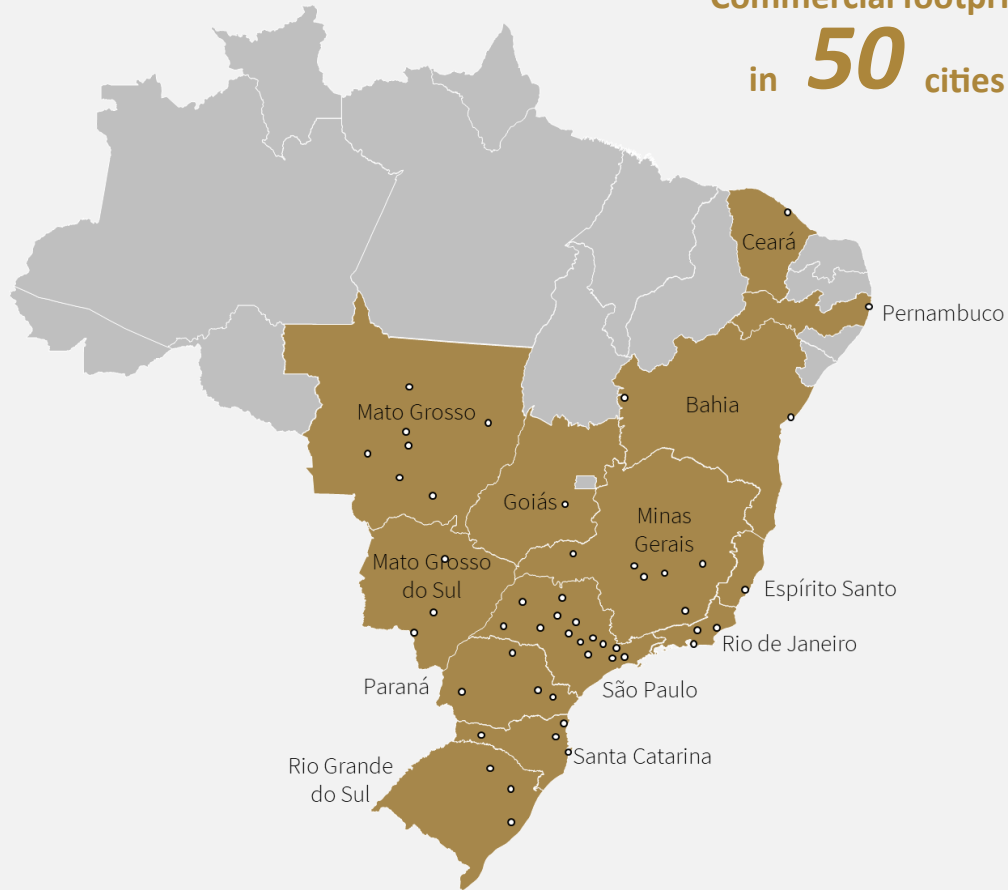 Commercial
in 50 cities
Ceará
Pernambuco
Bahia
Mato Grosso
Goiás
Minas
Gerais
Mato Grosso
do Sul
Espírito Santo
Rio de Janeiro
Paraná
São Paulo
Santa Catarina
Rio Grande
do Sul